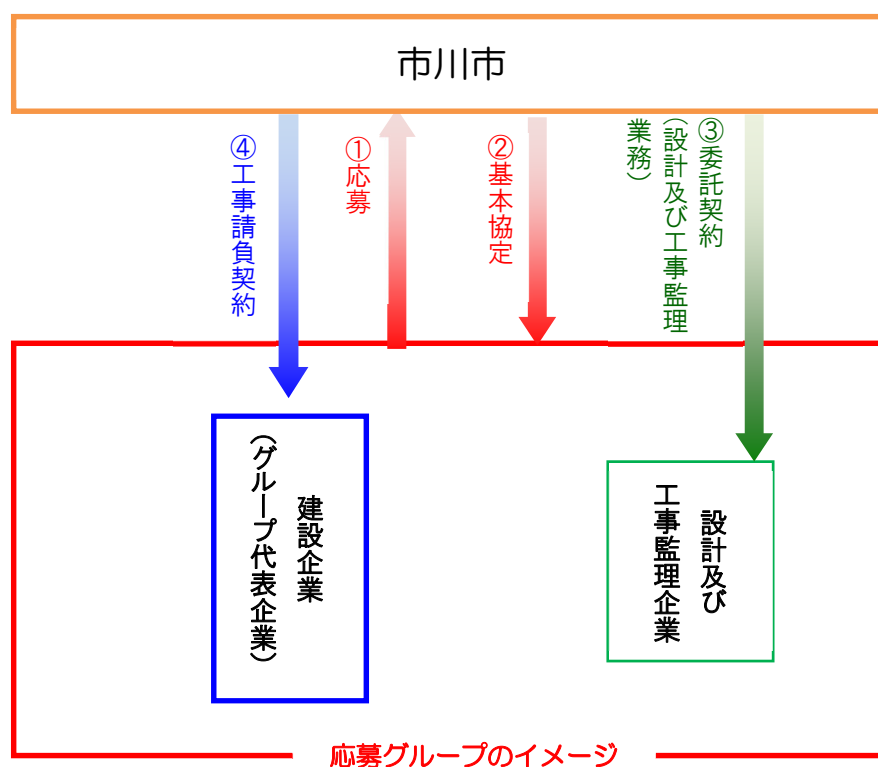 市川市
④工事請負契約
①応募
②基本協定
③委託契約
（設計及び工事監理
業務）
建設企業
（グループ代表企業）
設計及び
工事監理企業
応募グループのイメージ